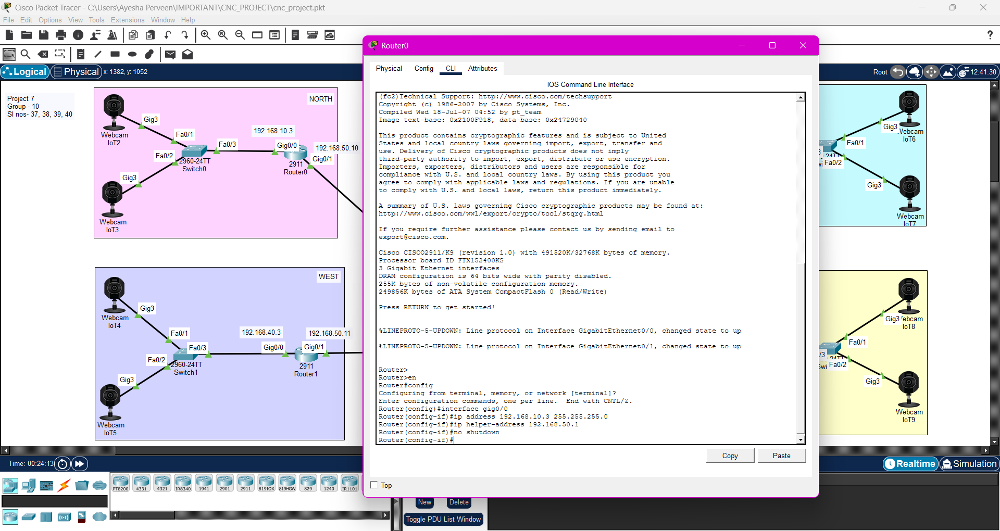 Cisco Packet Tracer - C:\Users\Ayesha Perveen\IMPORTANT\CNC_PROJECT\cnc_project.pkt
File Edit Options View Tools Extensions Window Help
?
Logical Physical x: 1382, y: 1052
Root 12:41:30
Project 7
Group - 10
Sl nos- 37, 38, 39, 40
NORTH
Gig3
Webcam
IoT2
Fa0/1
Fa0/3
192.168.10.3
Gig0/0
192.168.50.10
Gig0/1
Fa0/2
2960-24TT
Switch0
2911
Router0
Gig3
Webcam
IoT3
WEST
Gig3
Webcam
IoT4
Fa0/1
192.168.40.3
192.168.50.11
Fa0/3
Gig0/0
Gig0/1
Fa0/2
2960-24TT
Switch1
2911
Router1
Gig3
Webcam
IoT5
Router0
Physical Config CLI Attributes
IOS Command Line Interface
(fc2)Technical Support: http://www.cisco.com/techsupport
Copyright (c) 1986-2007 by Cisco Systems, Inc.
Compiled Wed 18-Jul-07 04:52 by pt_team
Image text-base: 0x2100F918, data-base: 0x24729040
This product contains cryptographic features and is subject to United
States and local country laws governing import, export, transfer and
use. Delivery of Cisco cryptographic products does not imply
third-party authority to import, export, distribute or use encryption.
Importers, exporters, distributors and users are responsible for
compliance with U.S. and local country laws. By using this product you
agree to comply with applicable laws and regulations. If you are unable
to comply with U.S. and local laws, return this product immediately.
A summary of U.S. laws governing Cisco cryptographic products may be found at:
http://www.cisco.com/wwl/export/crypto/tool/stqrg.html
If you require further assistance please contact us by sending email to
export@cisco.com.
Cisco CISCO2911/K9 (revision 1.0) with 491520K/32768K bytes of memory.
Processor board ID FTX152400KS
3 Gigabit Ethernet interfaces
DRAM configuration is 64 bits wide with parity disabled.
255K bytes of non-volatile configuration memory.
249856K bytes of ATA System CompactFlash 0 (Read/Write)
Press RETURN to get started!
%LINEPROTO-5-UPDOWN: Line protocol on Interface GigabitEthernet0/0, changed state to up
%LINEPROTO-5-UPDOWN: Line protocol on Interface GigabitEthernet0/1, changed state to up
Router>
Router>en
Router#config
Configuring from terminal, memory, or network [terminal]?
Enter configuration commands, one per line.  End with CNTL/Z.
Router(config)#interface gig0/0
Router(config-if)#ip address 192.168.10.3 255.255.255.0
Router(config-if)#ip helper-address 192.168.50.1
Router(config-if)#no shutdown
Router(config-if)#
Copy Paste
Top
Gig3
Webcam
IoT6
Fa0/1
Fa0/2
Gig3
Webcam
IoT7
Gig3
IoT8
Fa0/1
Fa0/2
Gig3
Webcam
IoT9
Time: 00:24:13
Realtime Simulation
PT8200 4331 4321 IR8340 1941 2901 2911 819IOX 819HGW 829 1240 IR1101
New Delete
Toggle PDU List Window